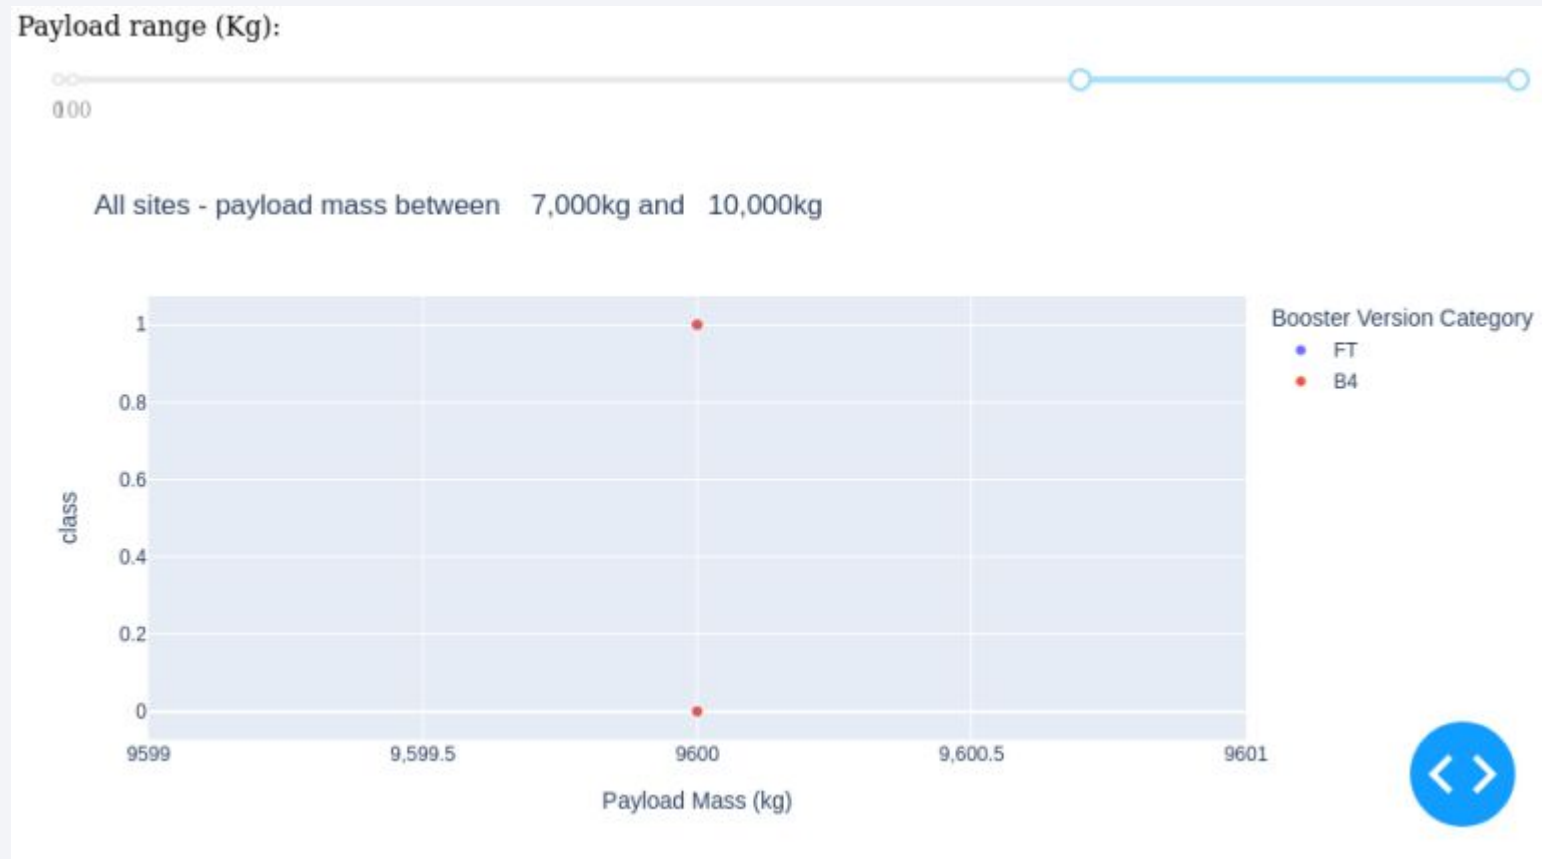 Payload range (Kg):
All sites - payload mass between 7,000kg and 10,000kg
Booster Version Category
FT
B4
1
0.8
0.6
0.4
0.2
0
class
9599 9,599.5 9600 9,600.5 9601
Payload Mass (kg)